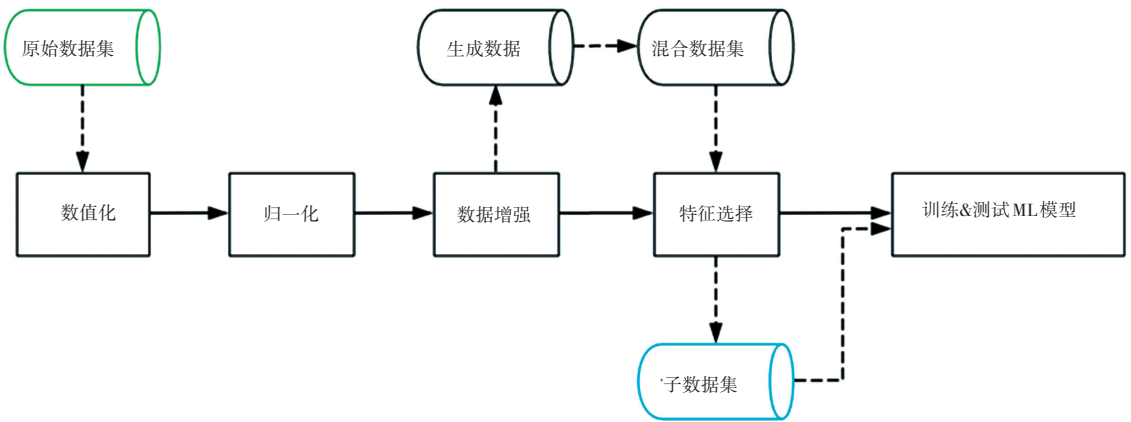 原始数据集
生成数据
混合数据集
数值化
归一化
数据增强
特征选择
训练&测试ML模型
子数据集